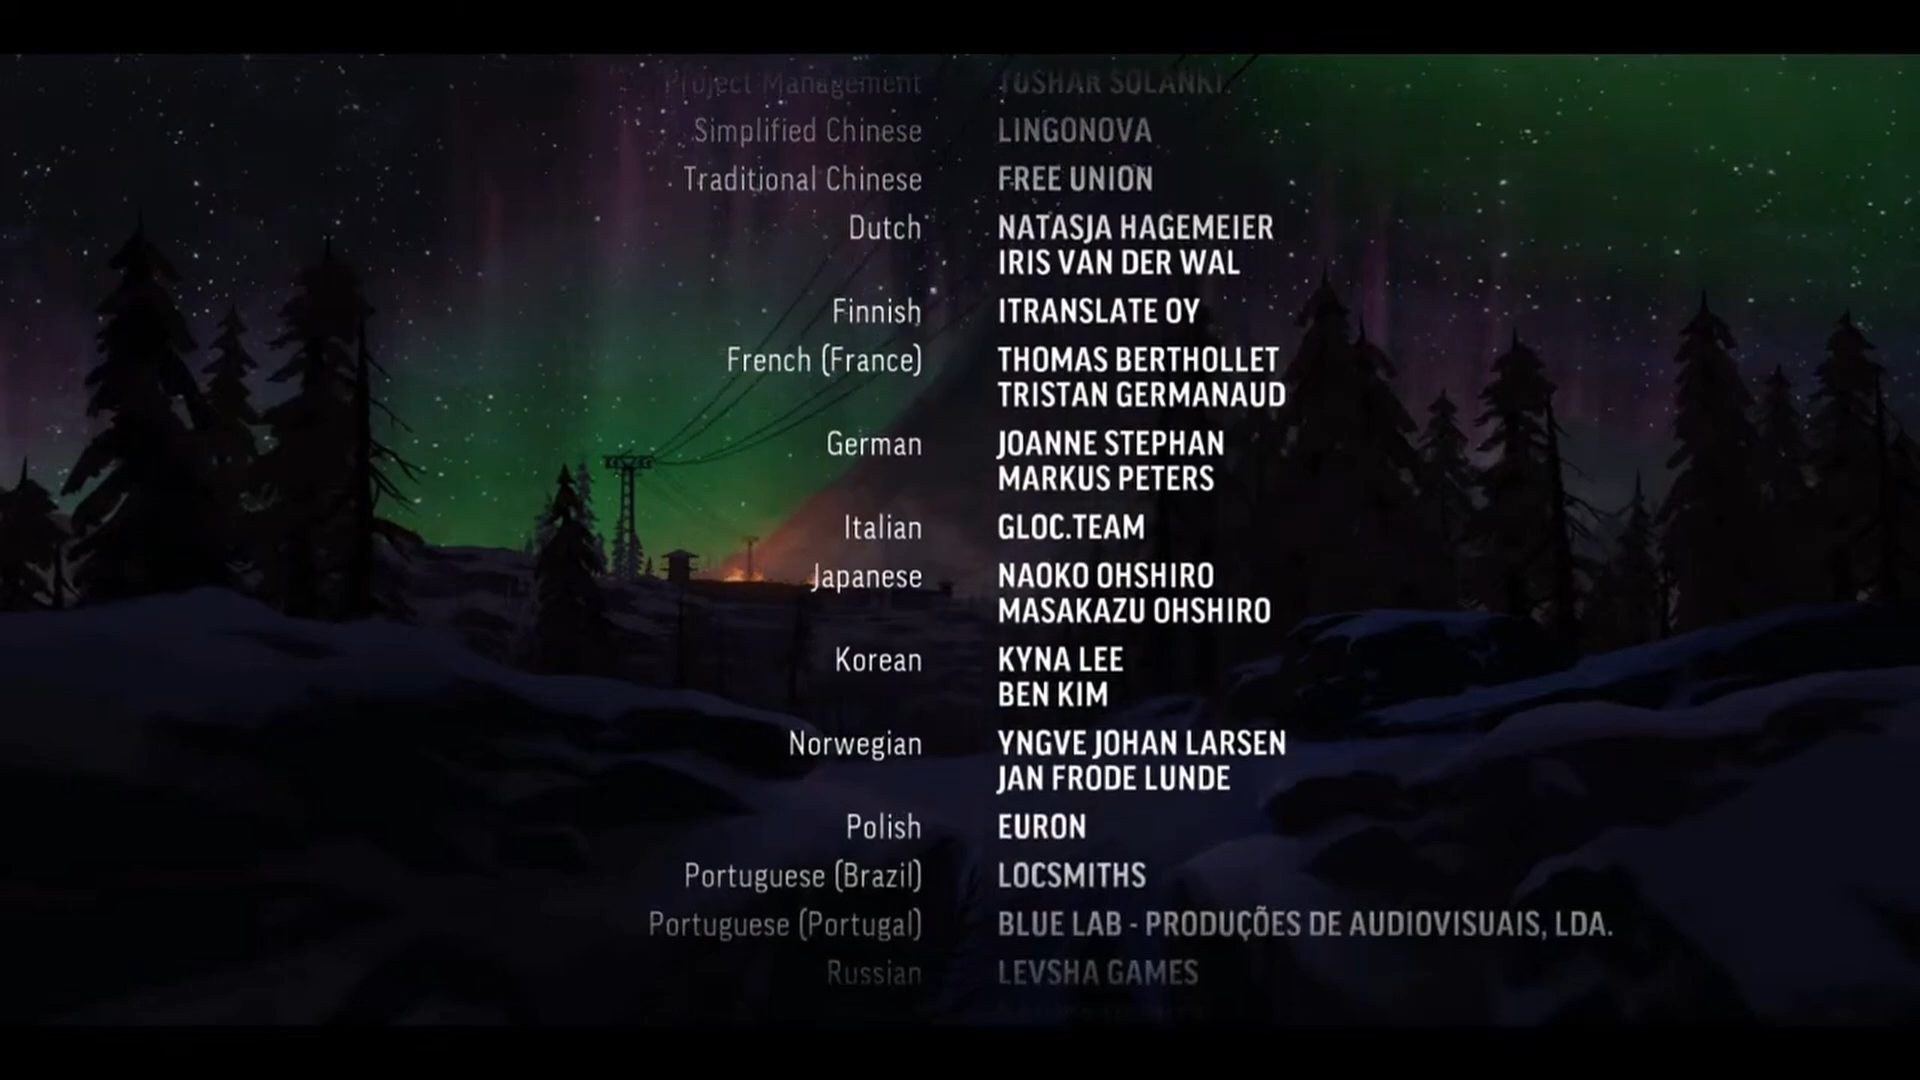 Project Management TUSHAR SOLANKI
Simplified Chinese LINGONOVA
Traditional Chinese FREE UNION
Dutch NATASJA HAGEMEIER
IRIS VAN DER WAL
Finnish ITRANSLATE OY
French (France) THOMAS BERTHOLLET
TRISTAN GERMANAUD
German JOANNE STEPHAN
MARKUS PETERS
Italian GLOC.TEAM
Japanese NAOKO OHSHIRO
MASAKAZU OHSHIRO
Korean KYNA LEE
BEN KIM
Norwegian YNGVE JOHAN LARSEN
JAN FRODE LUNDE
Polish EURON
Portuguese (Brazil) LOCSMITHS
Portuguese (Portugal) BLUE LAB - PRODUÇÕES DE AUDIOVISUAIS, LDA.
Russian LEVSHA GAMES